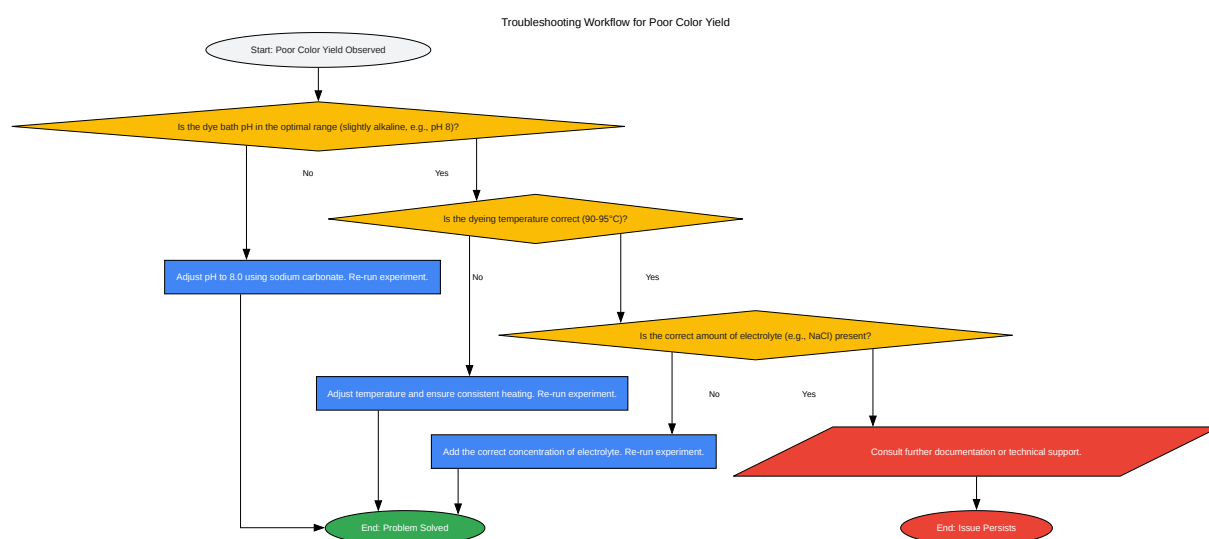 Troubleshooting Workflow for Poor Color Yield
Start: Poor Color Yield Observed
Is the dye bath pH in the optimal range (slightly alkaline, e.g., pH 8)?
No
Yes
Is the dyeing temperature correct (90-95°C)?
Adjust pH to 8.0 using sodium carbonate. Re-run experiment.
No
Yes
Is the correct amount of electrolyte (e.g., NaCl) present?
Adjust temperature and ensure consistent heating. Re-run experiment.
No
Yes
Add the correct concentration of electrolyte. Re-run experiment.
Consult further documentation or technical support.
End: Problem Solved
End: Issue Persists